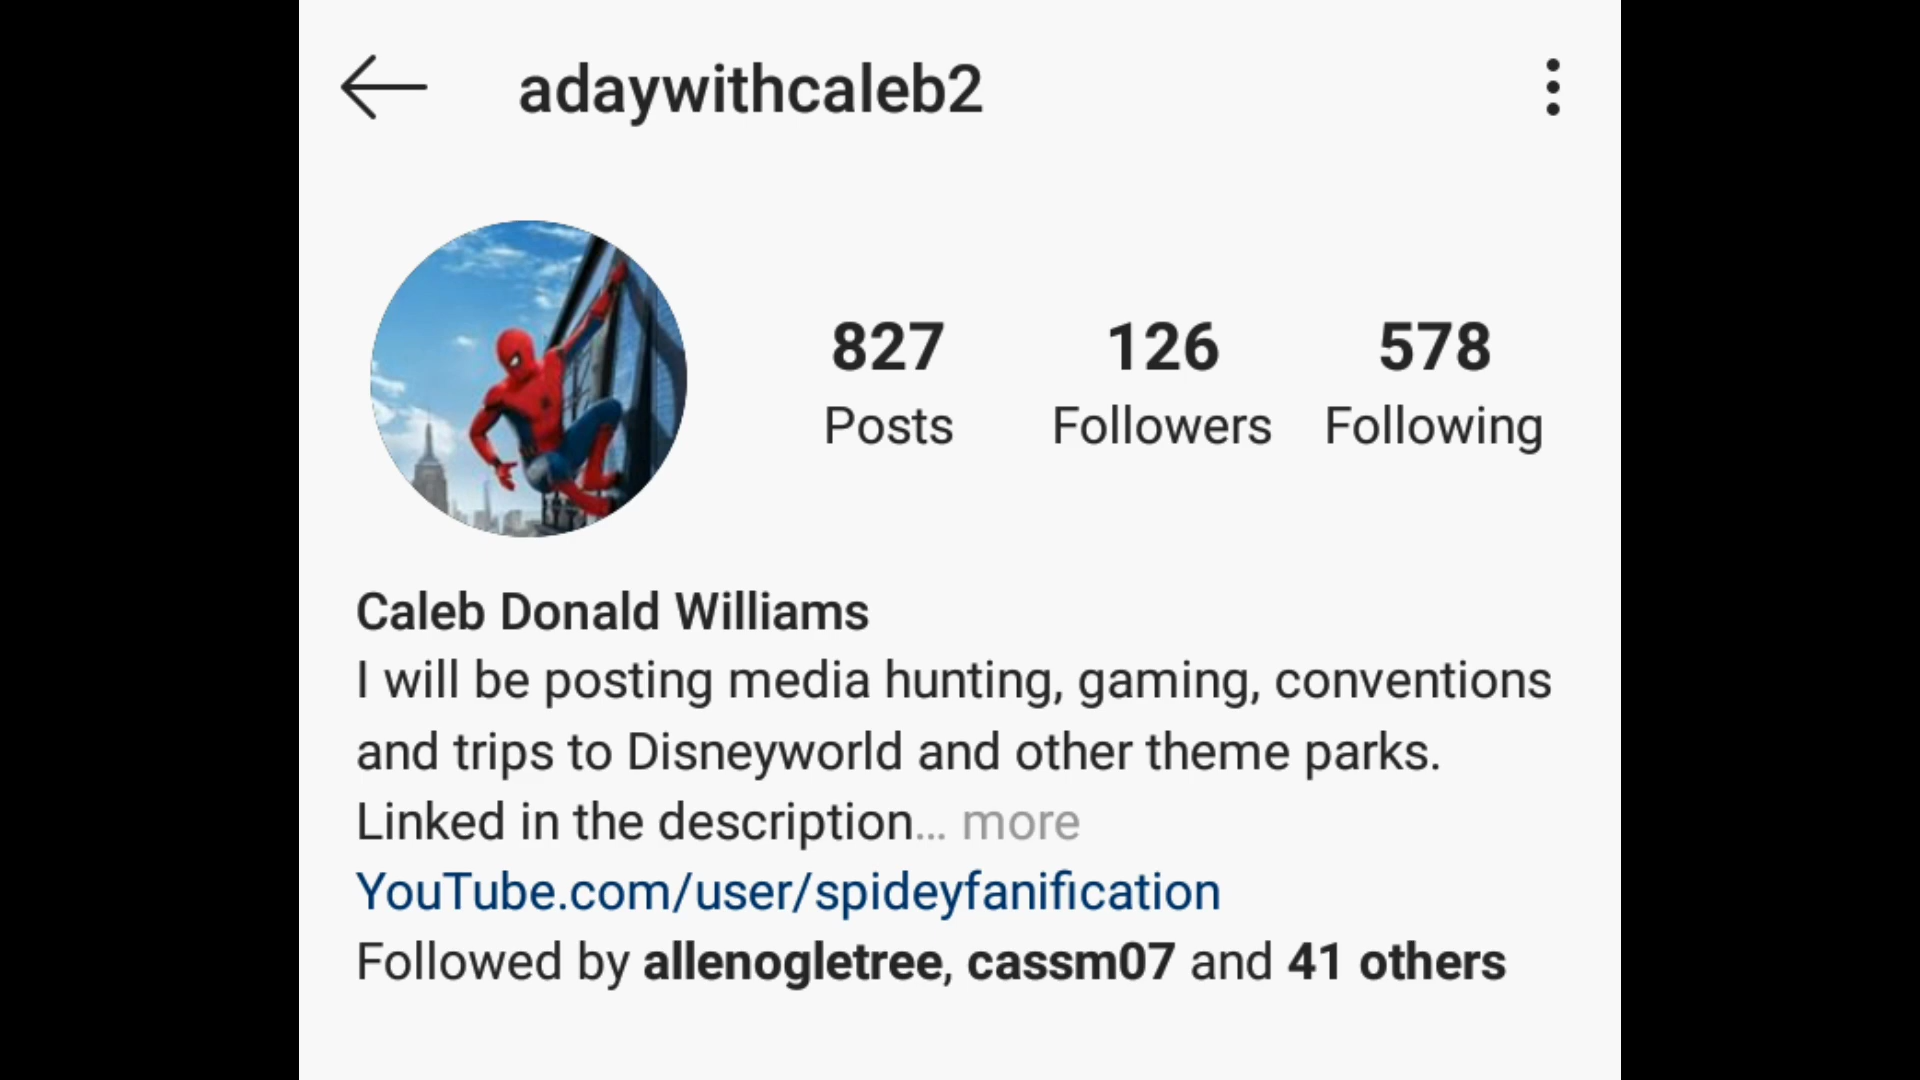 adaywithcaleb2
827 126 578
Posts Followers Following
Caleb Donald Williams
I will be posting media hunting, gaming, conventions
and trips to Disneyworld and other theme parks.
Linked in the description... more
YouTube.com/user/spideyfanification
Followed by allenogletree, cassm07 and 41 others